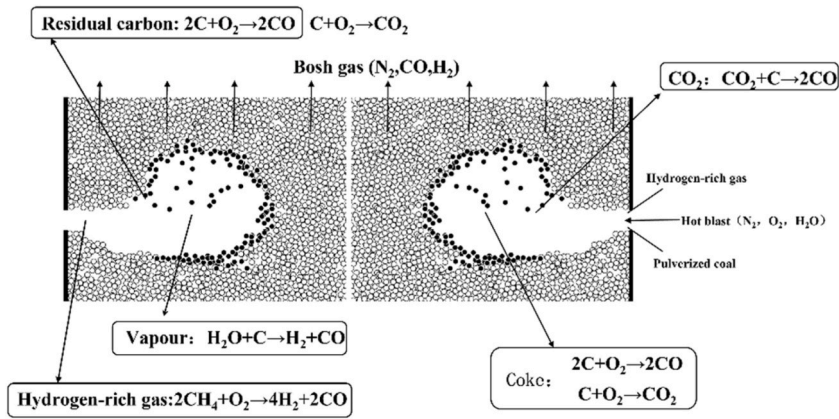 Residual carbon: 2C+O₂→2CO C+O₂→CO₂
Bosh gas (N₂,CO,H₂)
CO₂：CO₂+C→2CO
Hydrogen-rich gas
Hot blast（N₂，O₂，H₂O）
Pulverized coal
Vapour：H₂O+C→H₂+CO
Coke：
2C+O₂→2CO
C+O₂→CO₂
Hydrogen-rich gas:2CH₄+O₂→4H₂+2CO